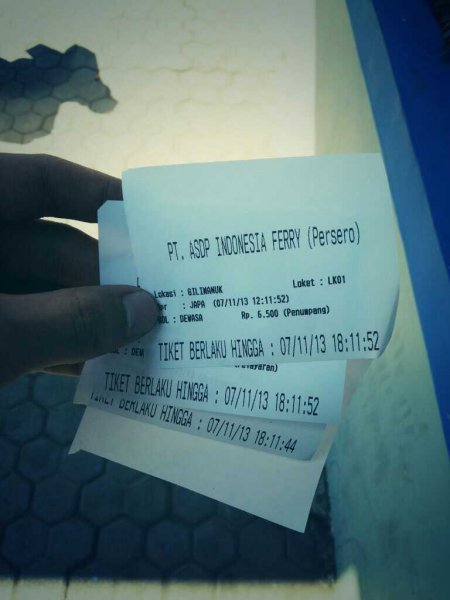 PT. ASDP INDONESIA FERRY (Persero)
Lokasi : GILIMANUK Loket : LK01
: JAPA (07/11/13 12:11:52)
: DEWASA Rp. 6.500 (Penumpang)
TIKET BERLAKU HINGGA : 07/11/13 18:11:52
TIKET BERLAKU HINGGA : 07/11/13 18:11:52
TIKET BERLAKU HINGGA : 07/11/13 18:11:44